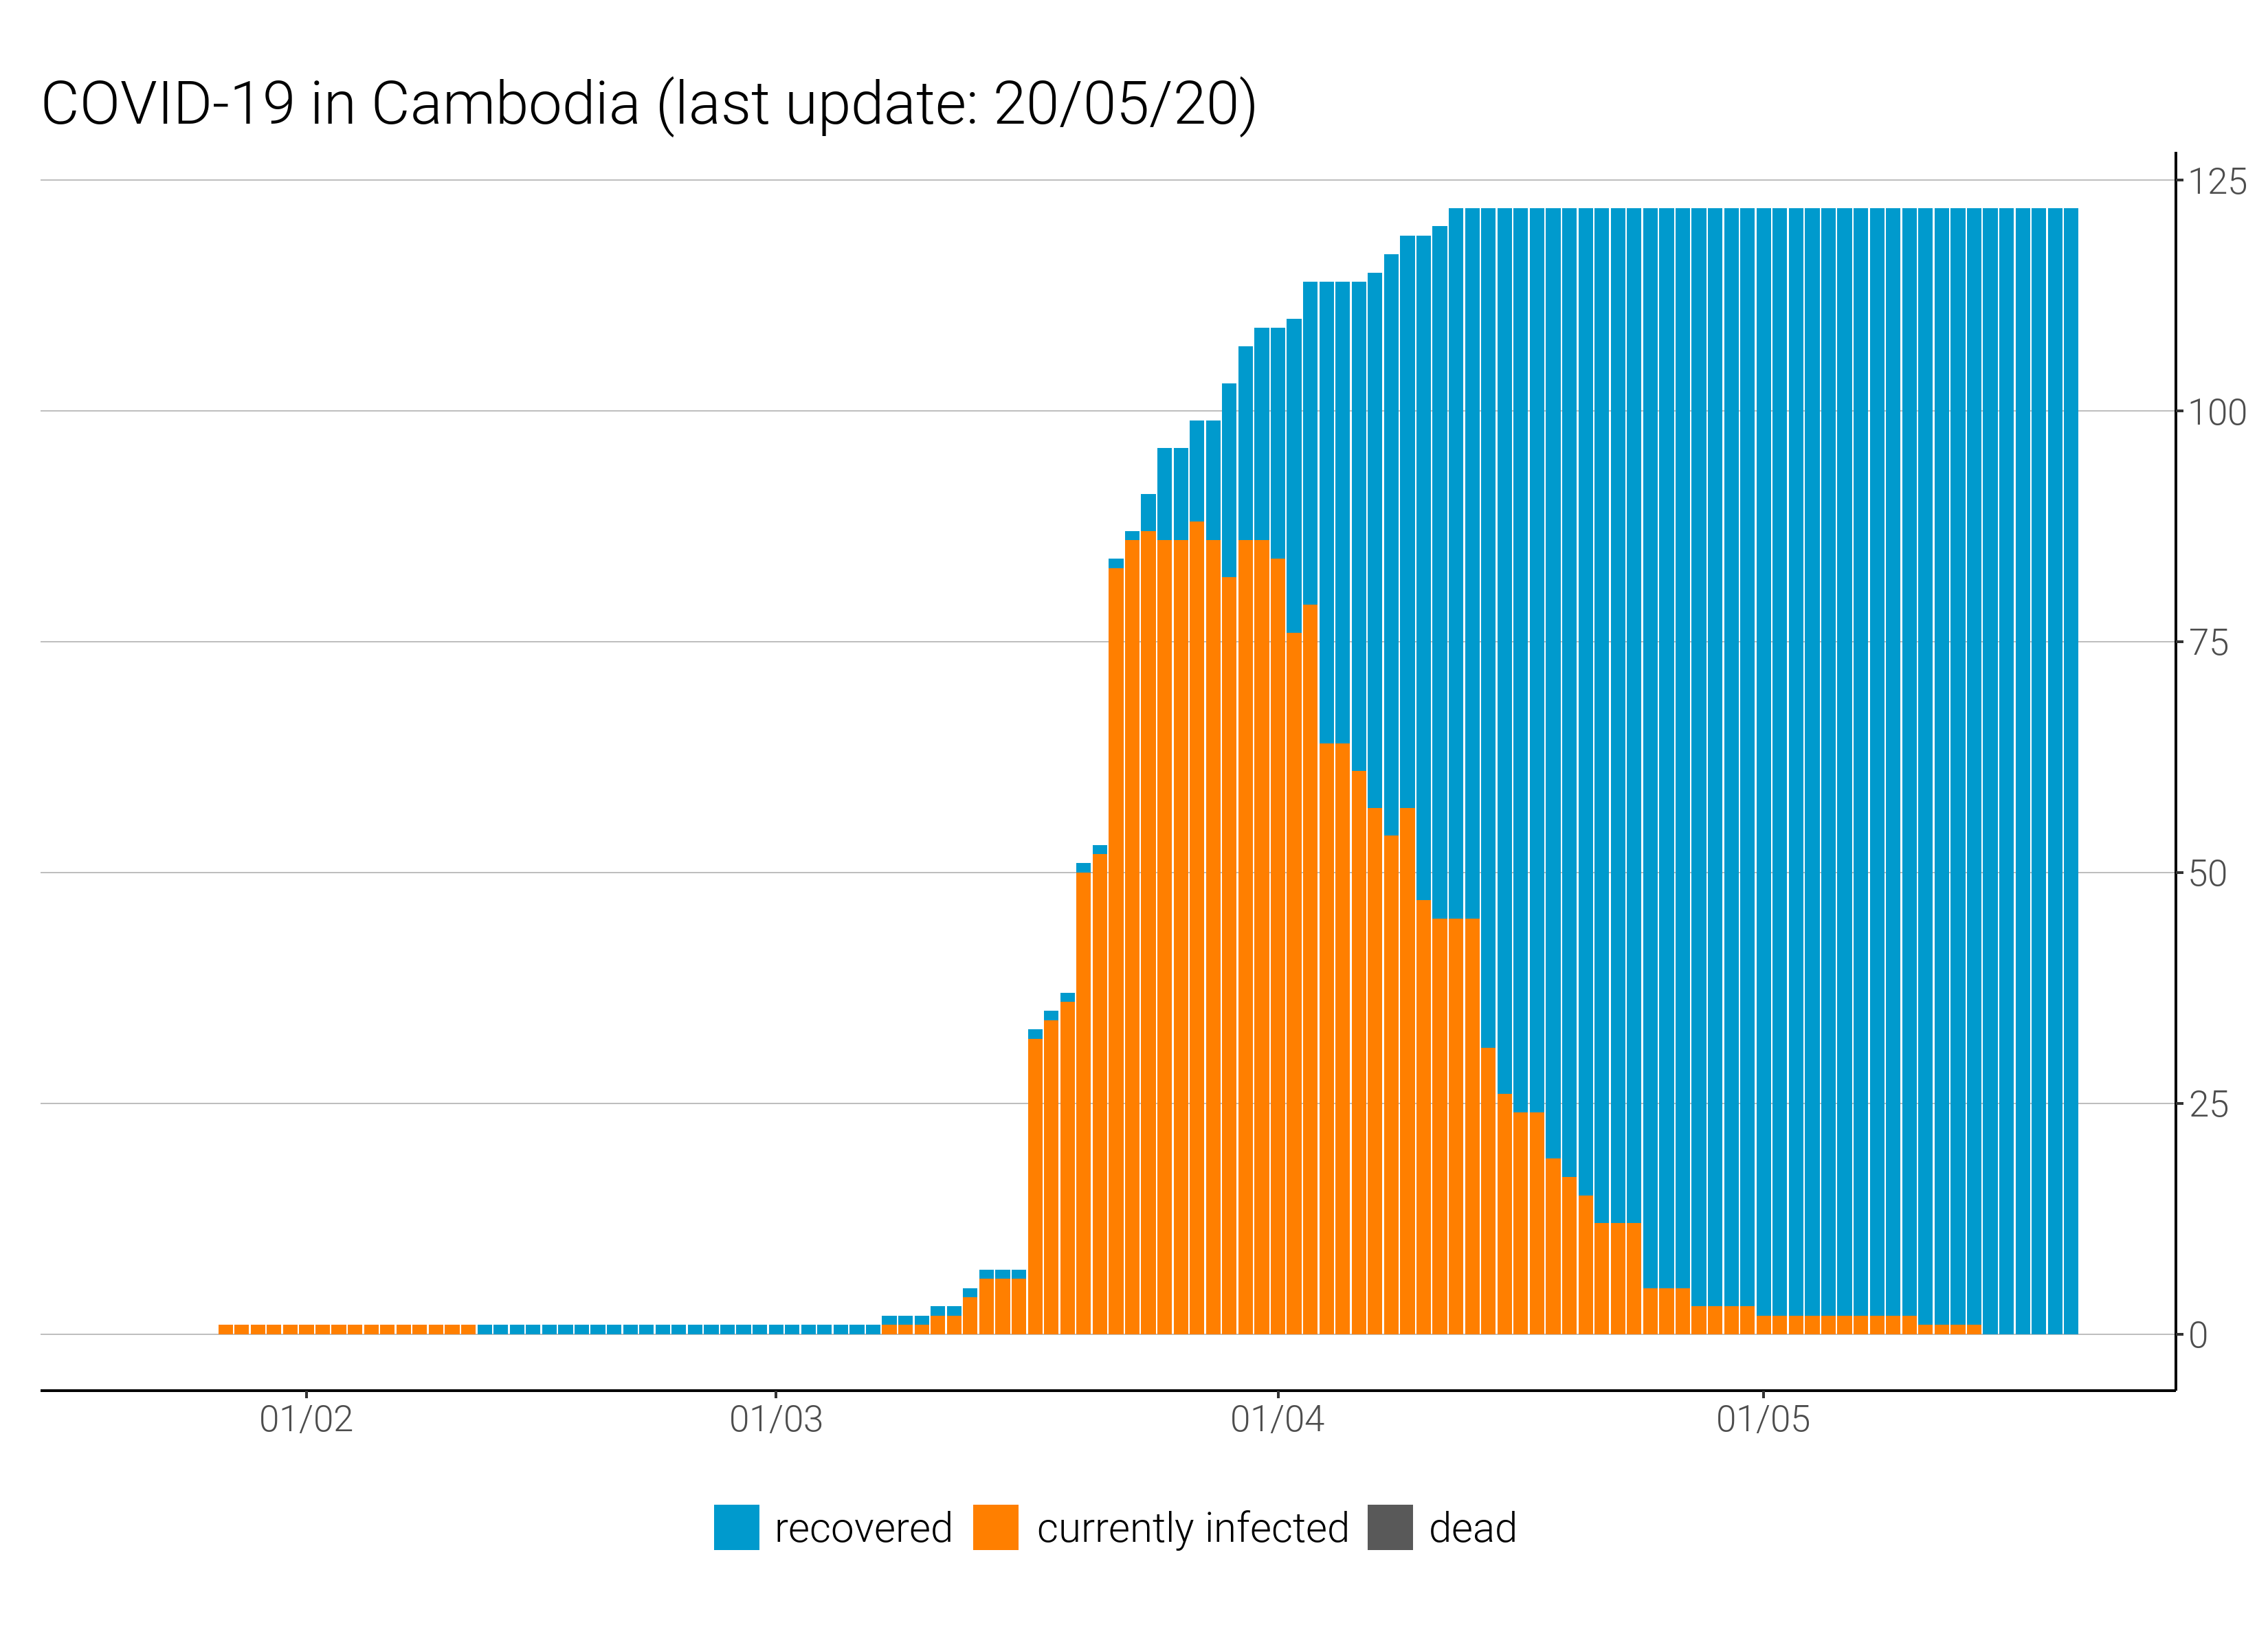 COVID-19 in Cambodia (last update: 20/05/20)
125
100
75
50
25
0
01/02 01/03 01/04 01/05
recovered currently infected dead